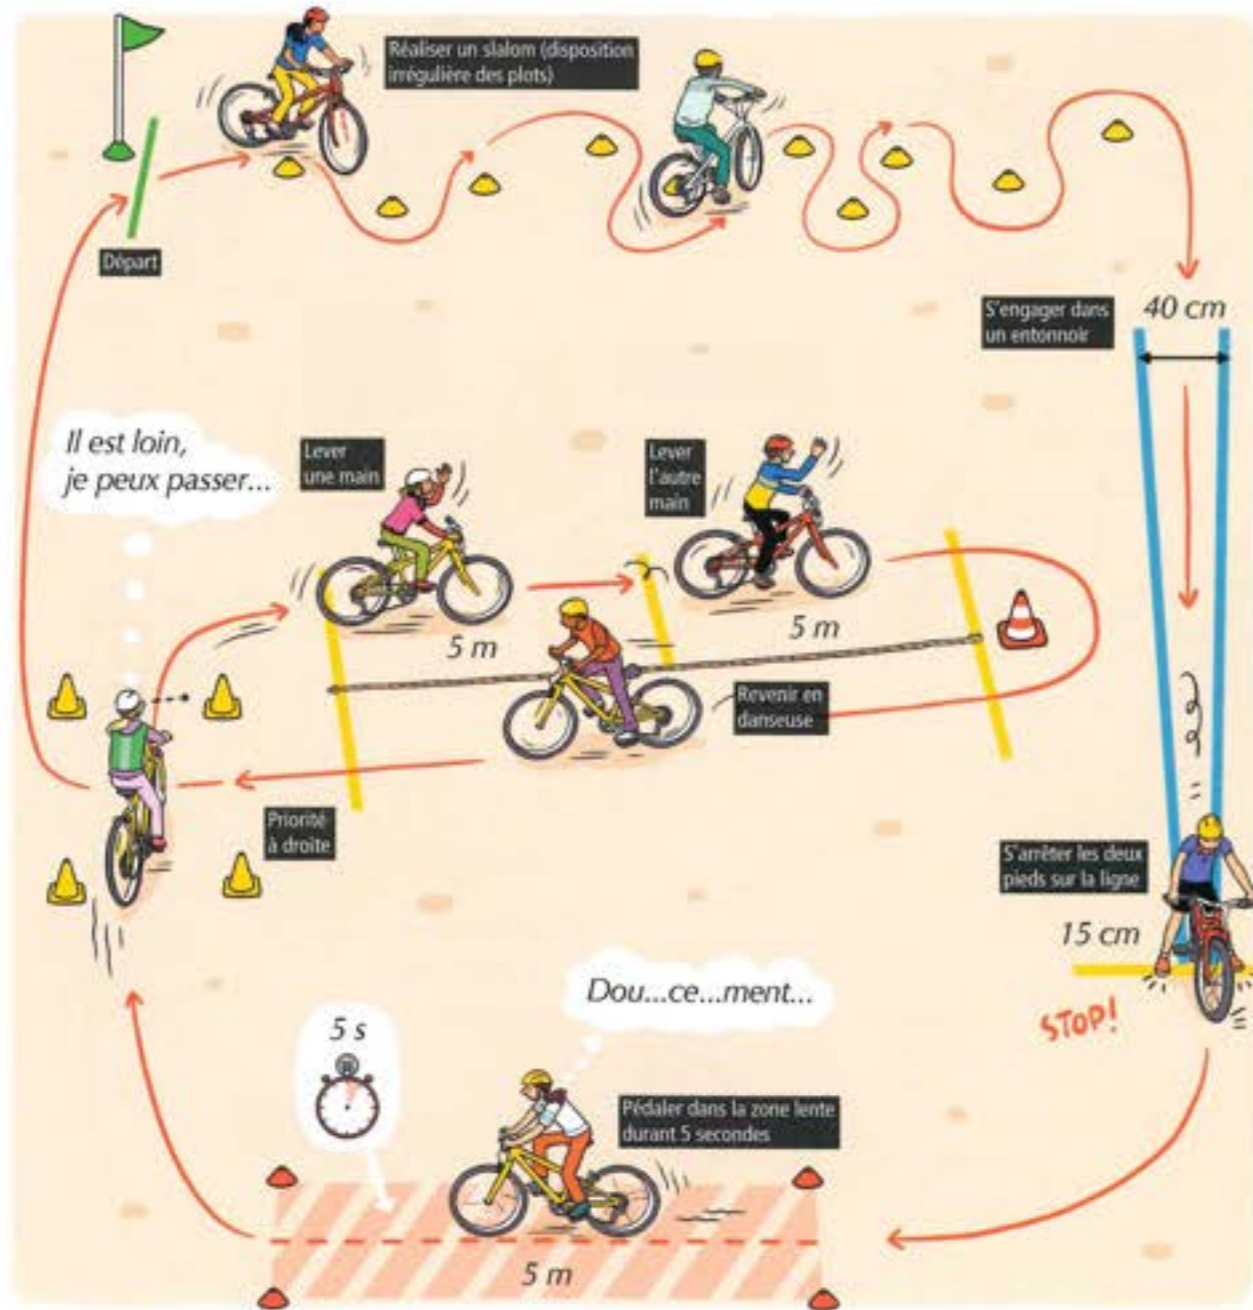 Réaliser un slalom (disposition
irrégulière des plots)
Départ
S'engager dans
un entonnoir
40 cm
Il est loin,
je peux passer...
Lever
une main
Lever
l'autre
main
5 m
5 m
Revenir en
danseuse
Priorité
à droite
S'arrêter les deux
pieds sur la ligne
15 cm
STOP!
Dou...ce...ment...
5 s
Pédaler dans la zone lente
durant 5 secondes
5 m